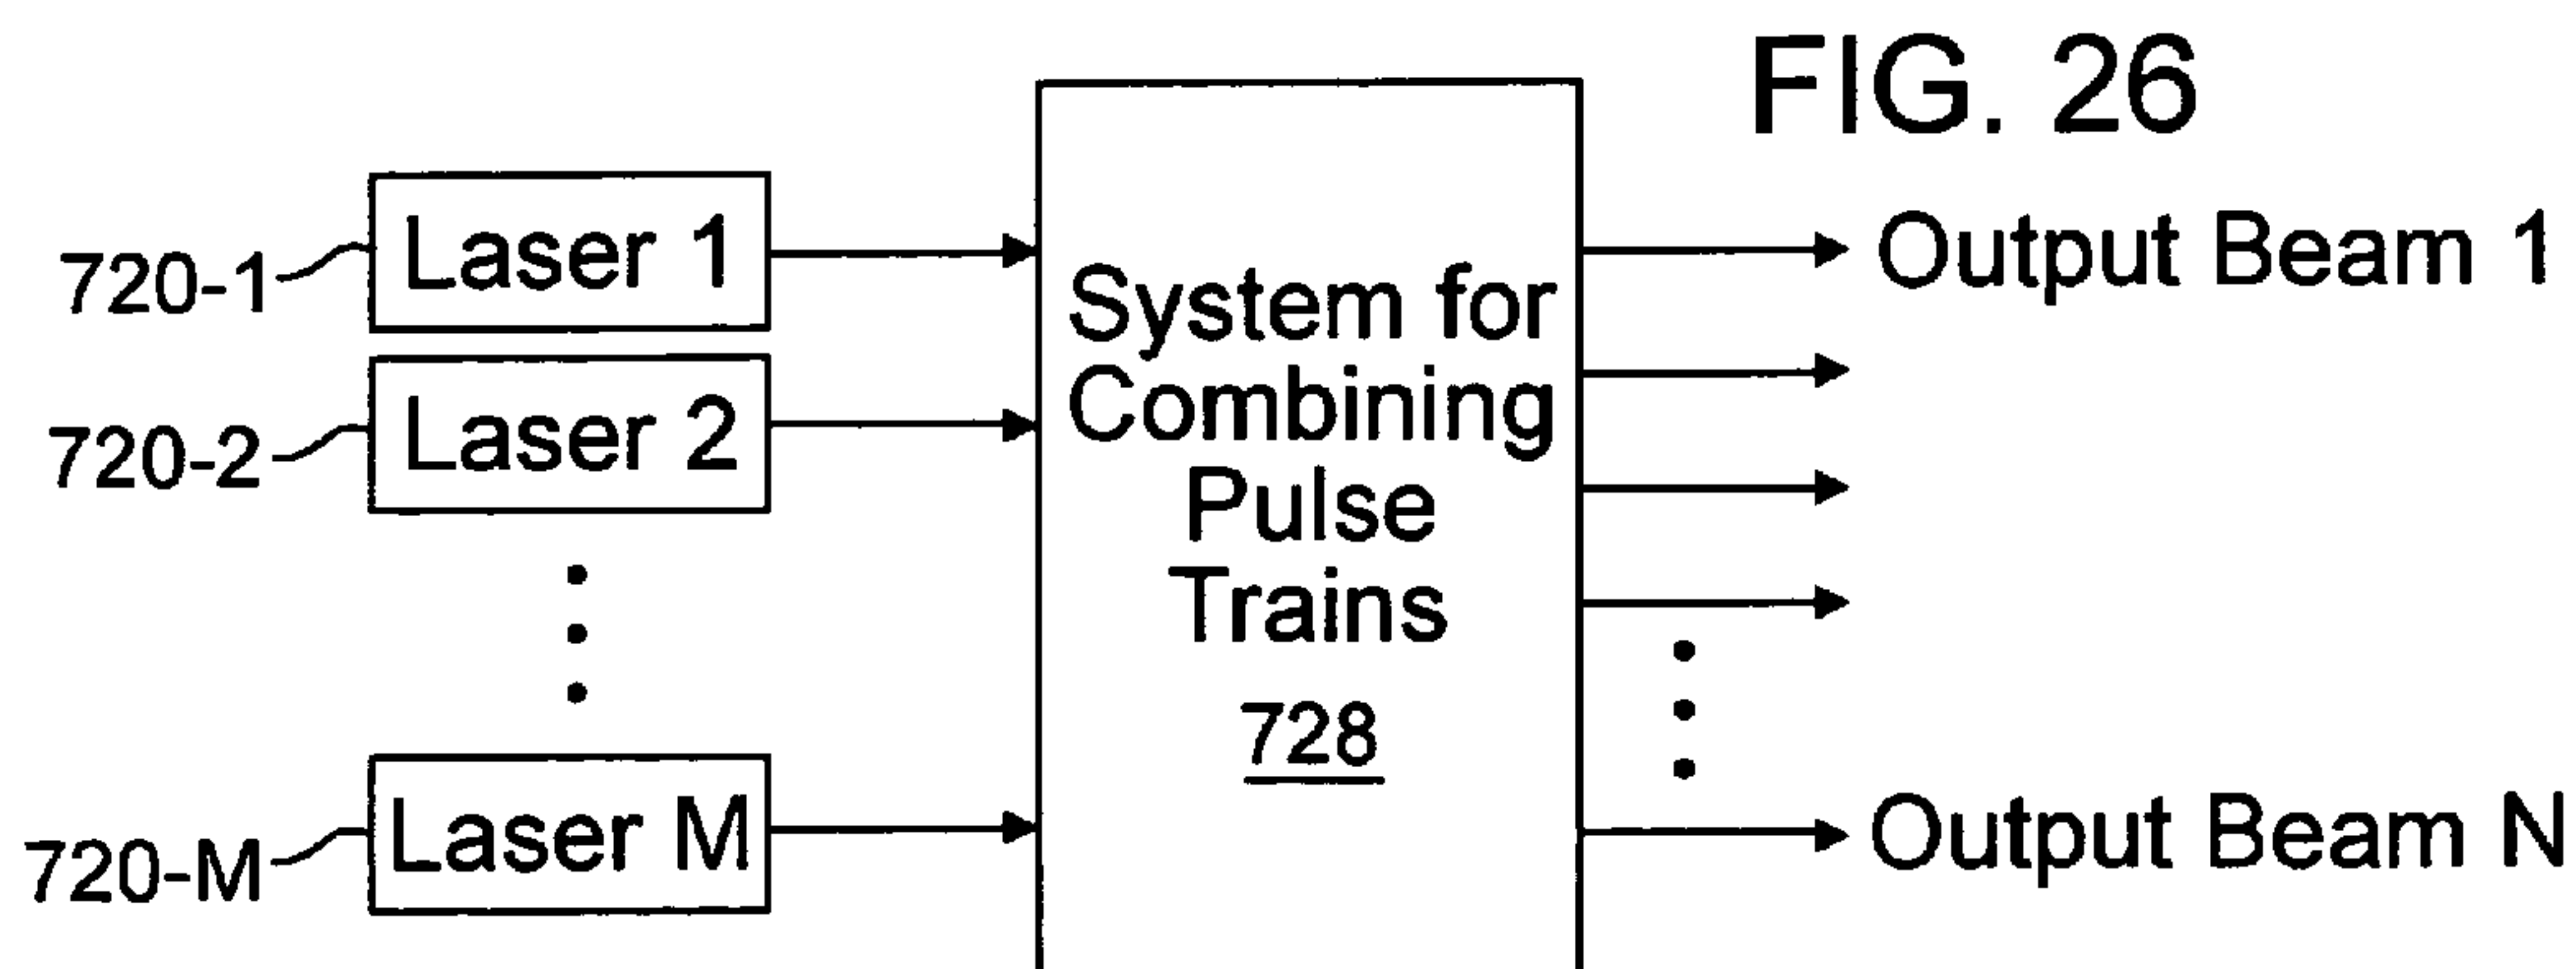 FIG. 26
720-1
Laser 1
720-2
Laser 2
720-M
Laser M
System for
Combining
Pulse
Trains
728
Output Beam 1
Output Beam N